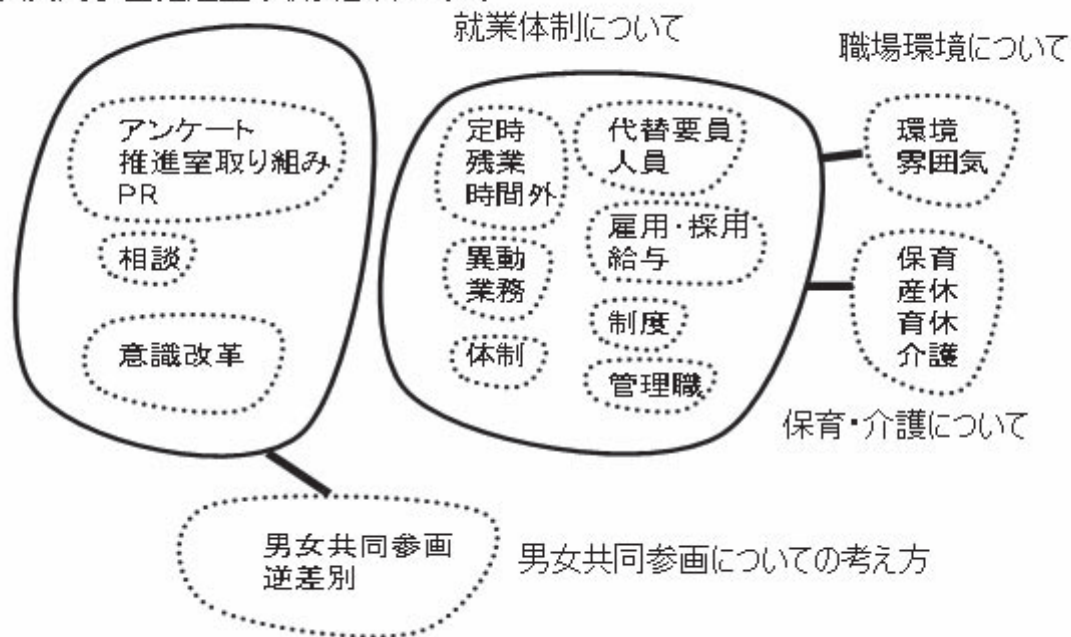 就業体制について
職場環境について
アンケート
推進室取り組み
PR
相談
意識改革
定時
残業
時間外
異動
業務
体制
代替要員
人員
雇用・採用
給与
制度
管理職
環境
雰囲気
保育
産休
育休
介護
保育・介護について
男女共同参画
逆差別
男女共同参画についての考え方